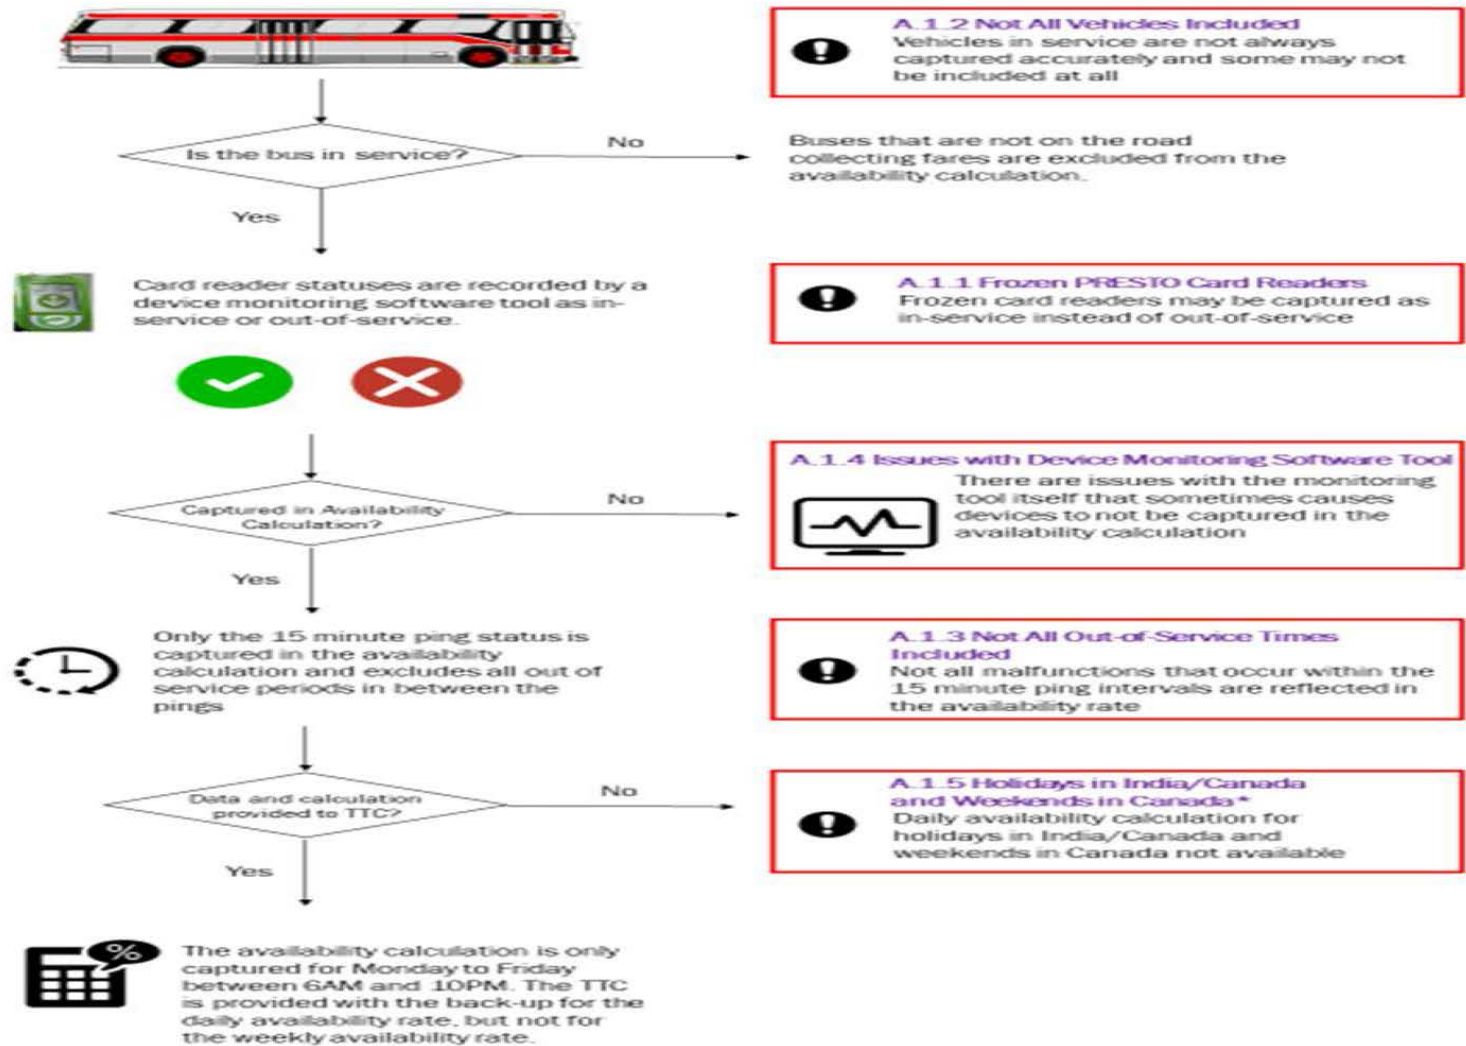 A.1.2 Not All Vehicles Included
Vehicles in service are not always
captured accurately and some may not
be included at all
Is the bus in service?
No
Buses that are not on the road
collecting fares are excluded from the
availability calculation.
Yes
Card reader statuses are recorded by a
device monitoring software tool as in-
service or out-of-service.
A.1.1 Frozen PRESTO Card Readers
Frozen card readers may be captured as
in-service instead of out-of-service
Captured in Availability
Calculation?
No
A.1.4 Issues with Device Monitoring Software Tool
There are issues with the monitoring
tool itself that sometimes causes
devices to not be captured in the
availability calculation
Yes
Only the 15 minute ping status is
captured in the availability
calculation and excludes all out of
service periods in between the
pings
A.1.3 Not All Out-of-Service Times
Included
Not all malfunctions that occur within the
15 minute ping intervals are reflected in
the availability rate
Data and calculation
provided to TTC?
No
A.1.5 Holidays in India/Canada
and Weekends in Canada*
Daily availability calculation for
holidays in India/Canada and
weekends in Canada not available
Yes
%
The availability calculation is only
captured for Monday to Friday
between 6AM and 10PM. The TTC
is provided with the back-up for the
daily availability rate, but not for
the weekly availability rate.